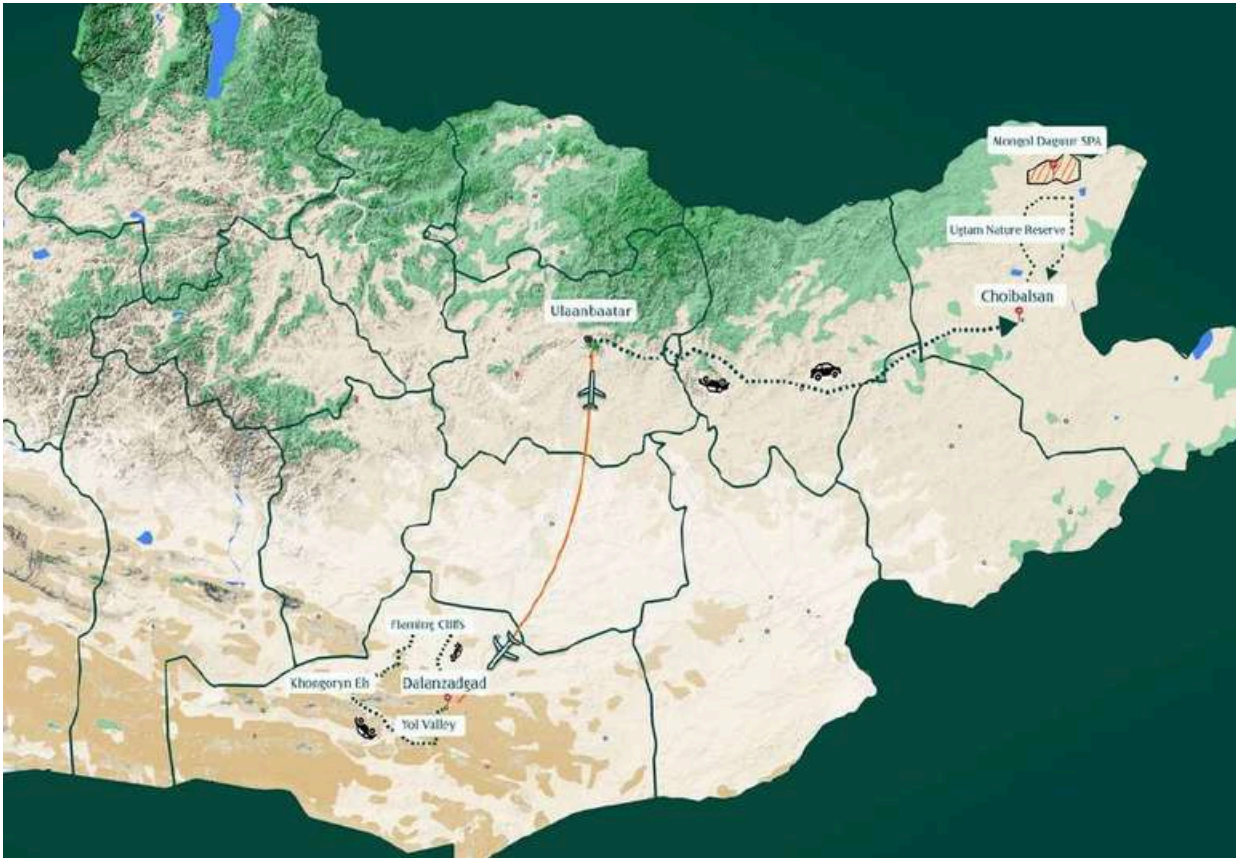 Mongol Daguur SPA
Ugtam Nature Reserve
Choibalsan
Ulaanbaatar
Flaming Cliffs
Khongoryn Els
Dalanzadgad
Yol Valley